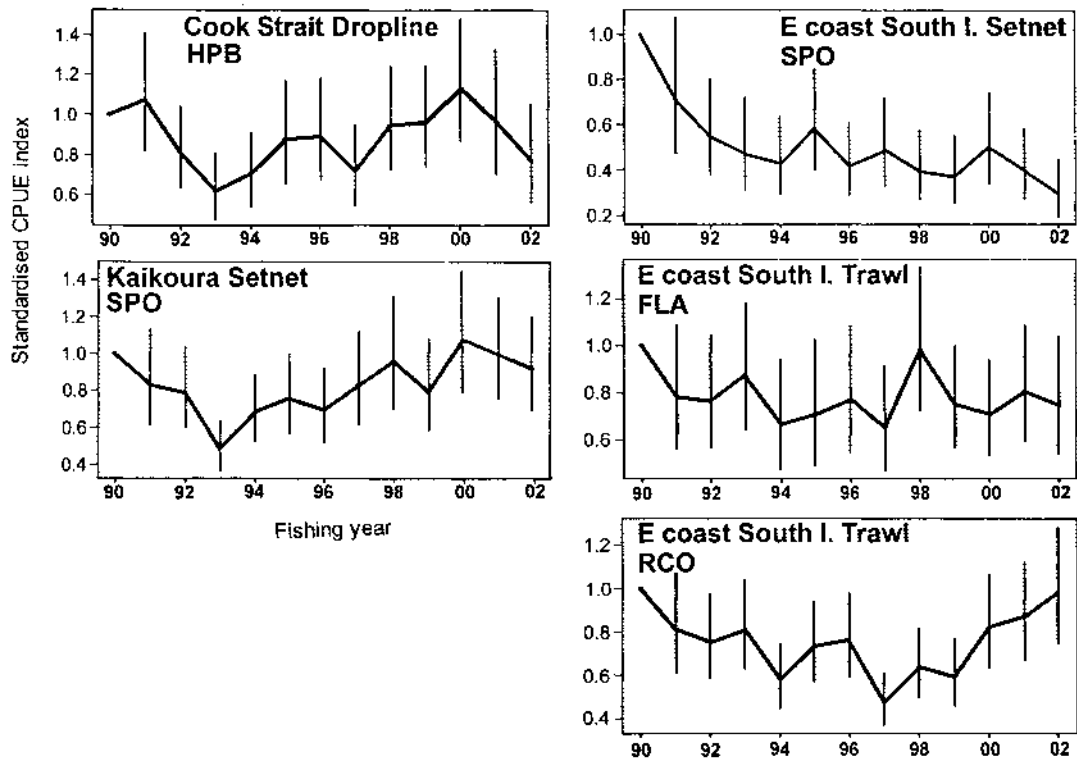 Standardised CPUE Index
Cook Strait Dropline
HPB
1.4
1.2
1.0
0.8
0.6
90 92 94 96 98 00 02
Kaikoura Setnet
SPO
1.4
1.2
1.0
0.8
0.6
0.4
90 92 94 96 98 00 02
Fishing year
E coast South I. Setnet
SPO
1.0
0.8
0.6
0.4
0.2
90 92 94 96 98 00 02
E coast South I. Trawl
FLA
1.2
1.0
0.8
0.6
90 92 94 96 98 00 02
E coast South I. Trawl
RCO
1.2
1.0
0.8
0.6
0.4
90 92 94 96 98 00 02